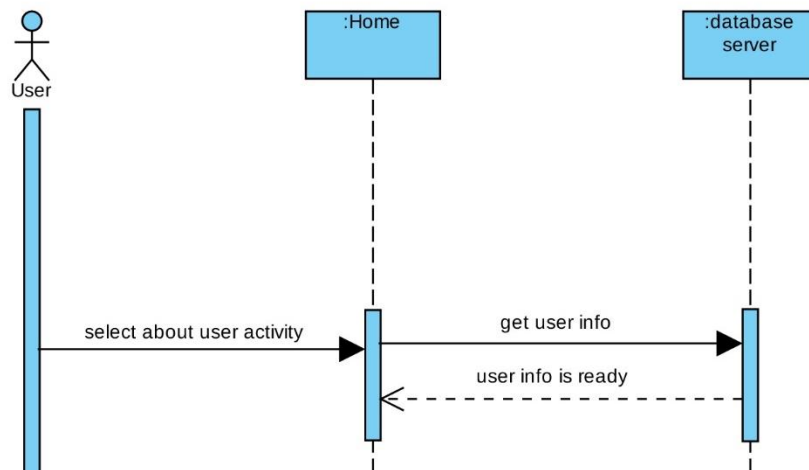 :Home
:database
server
User
select about user activity
get user info
user info is ready